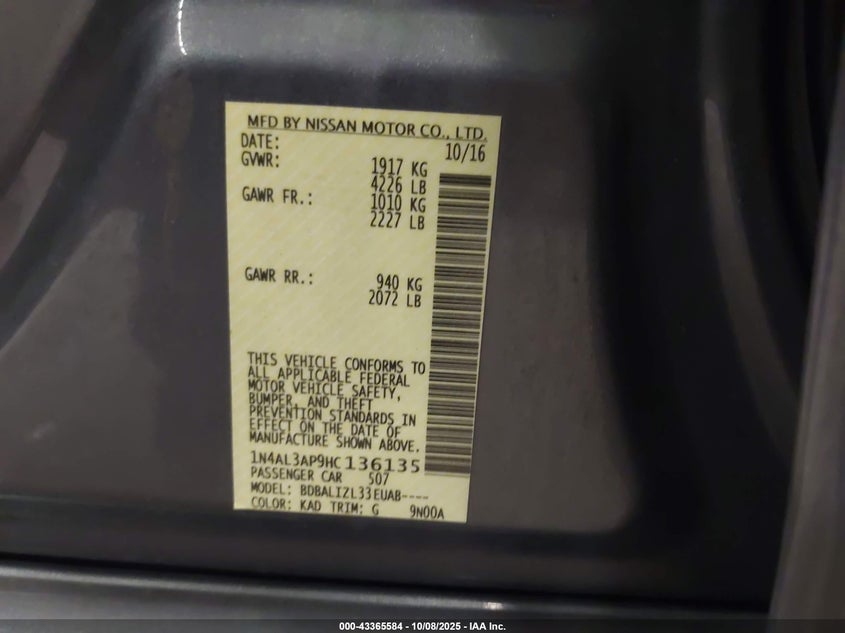 MFD BY NISSAN MOTOR CO., LTD.
DATE: 10/16
GVWR: 1917 KG
4226 LB
GAWR FR.: 1010 KG
2227 LB
GAWR RR.: 940 KG
2072 LB
THIS VEHICLE CONFORMS TO
ALL APPLICABLE FEDERAL
MOTOR VEHICLE SAFETY,
BUMPER, AND THEFT
PREVENTION STANDARDS IN
EFFECT ON THE DATE OF
MANUFACTURE SHOWN ABOVE.
1N4AL3AP9HC136135
PASSENGER CAR 507
MODEL: BDBALIZL33EUAB----
COLOR: KAD TRIM: G 9N00A
000-43365584 - 10/08/2025 - IAA Inc.